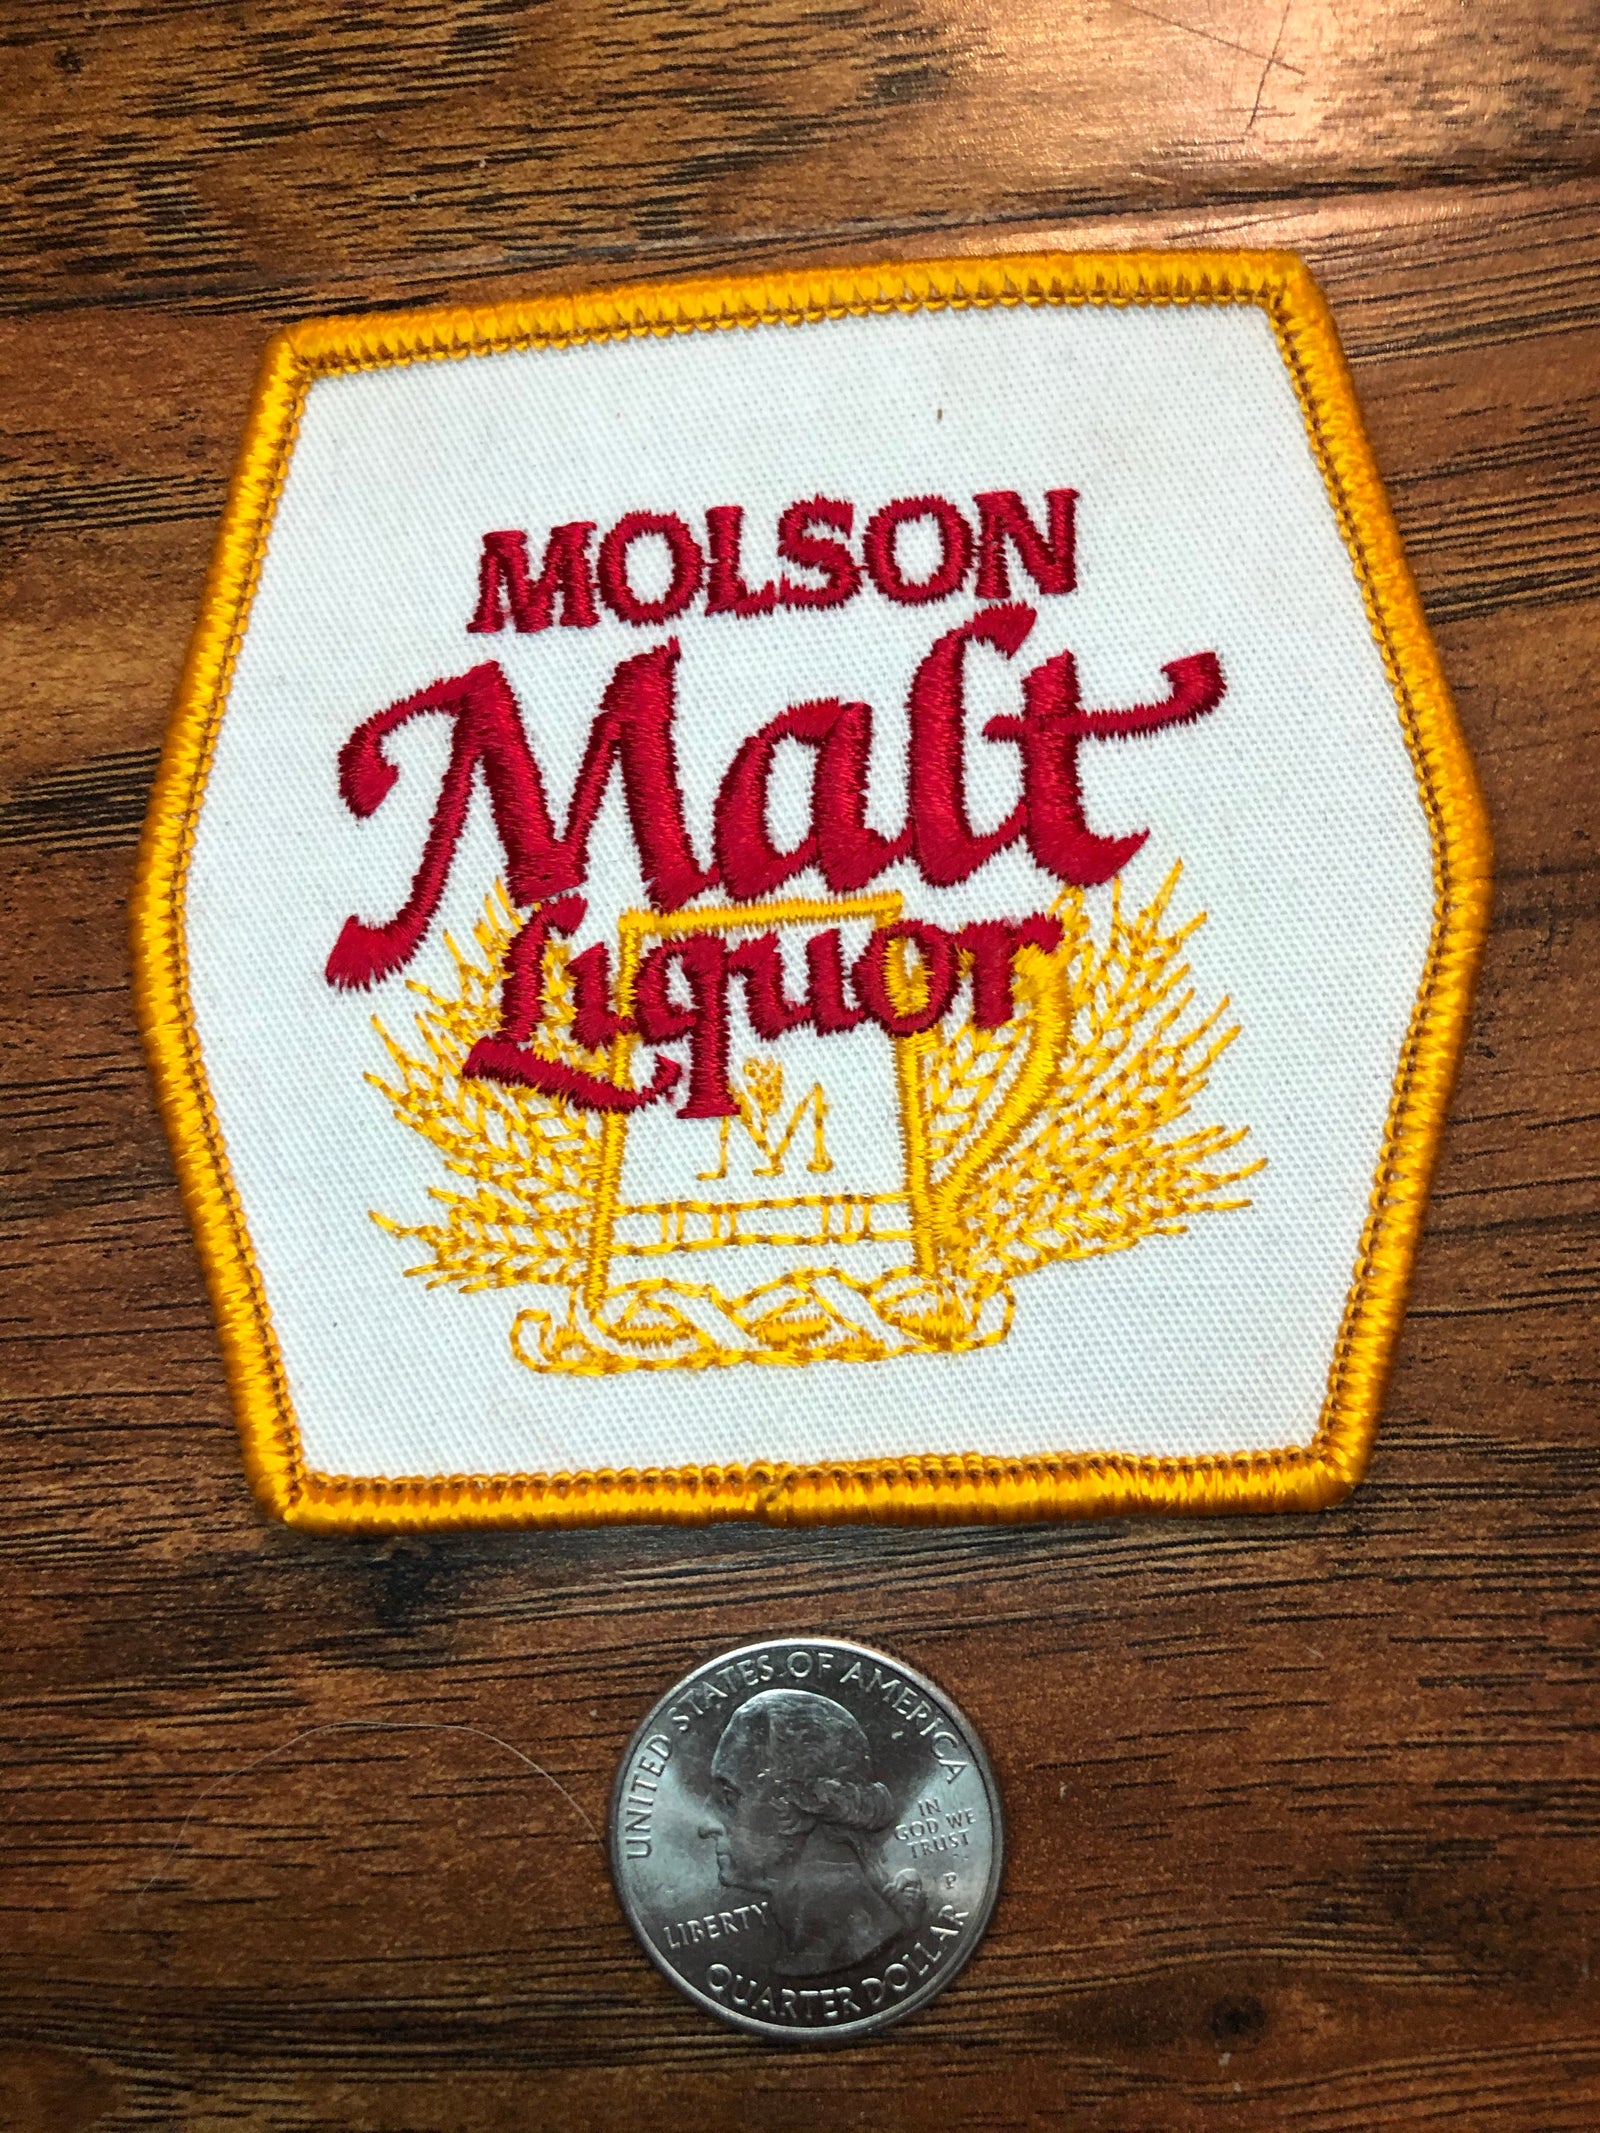 MOLSON
Malt
Liquor
M
UNITED STATES OF AMERICA
IN
GOD WE
TRUST
P
LIBERTY
QUARTER DOLLAR